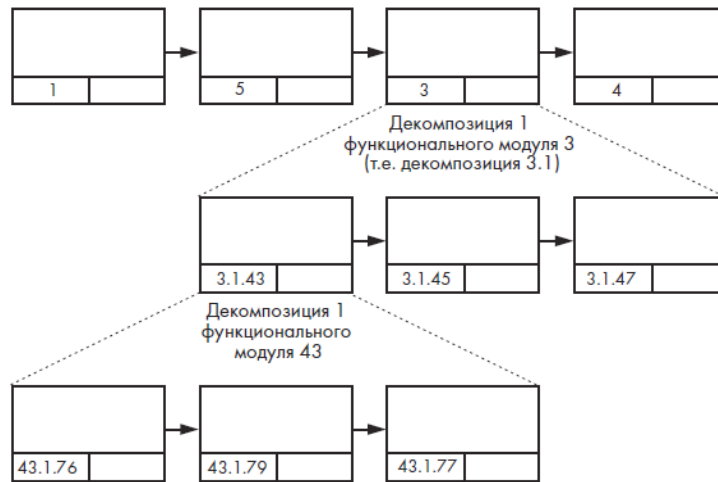 1
5
3
4
Декомпозиция 1
функционального модуля 3
(т.е. декомпозиция 3.1)
3.1.43
3.1.45
3.1.47
Декомпозиция 1
функционального
модуля 43
43.1.76
43.1.79
43.1.77